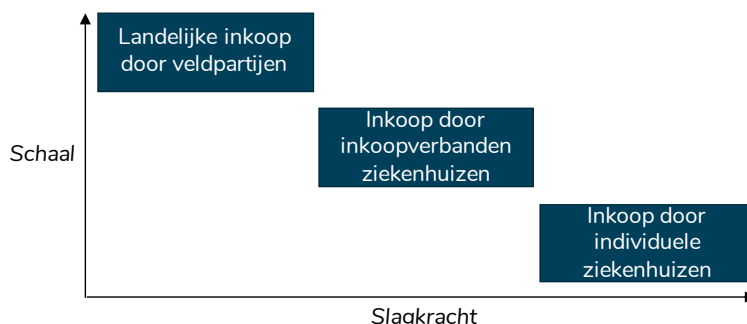 Landelijke inkoop
door veldpartijen
Inkoop door
inkoopverbanden
ziekenhuizen
Schaal
Inkoop door
individuele
ziekenhuizen
Slagkracht